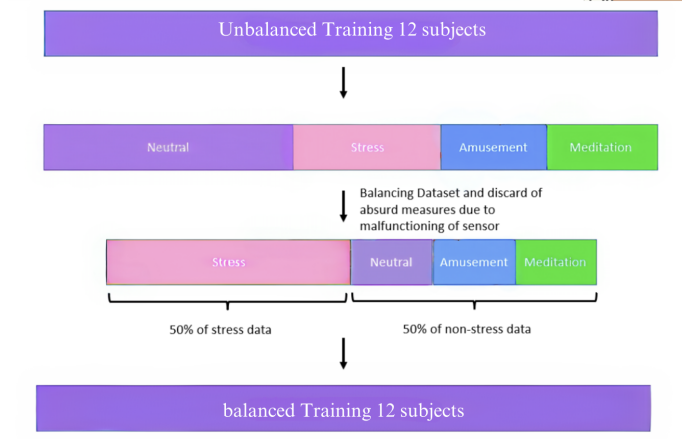 Unbalanced Training 12 subjects
Neutral Stress Amusement Meditation
Balancing Dataset and discard of
absurd measures due to
malfunctioning of sensor
Stress Neutral Amusement Meditation
50% of stress data 50% of non-stress data
balanced Training 12 subjects